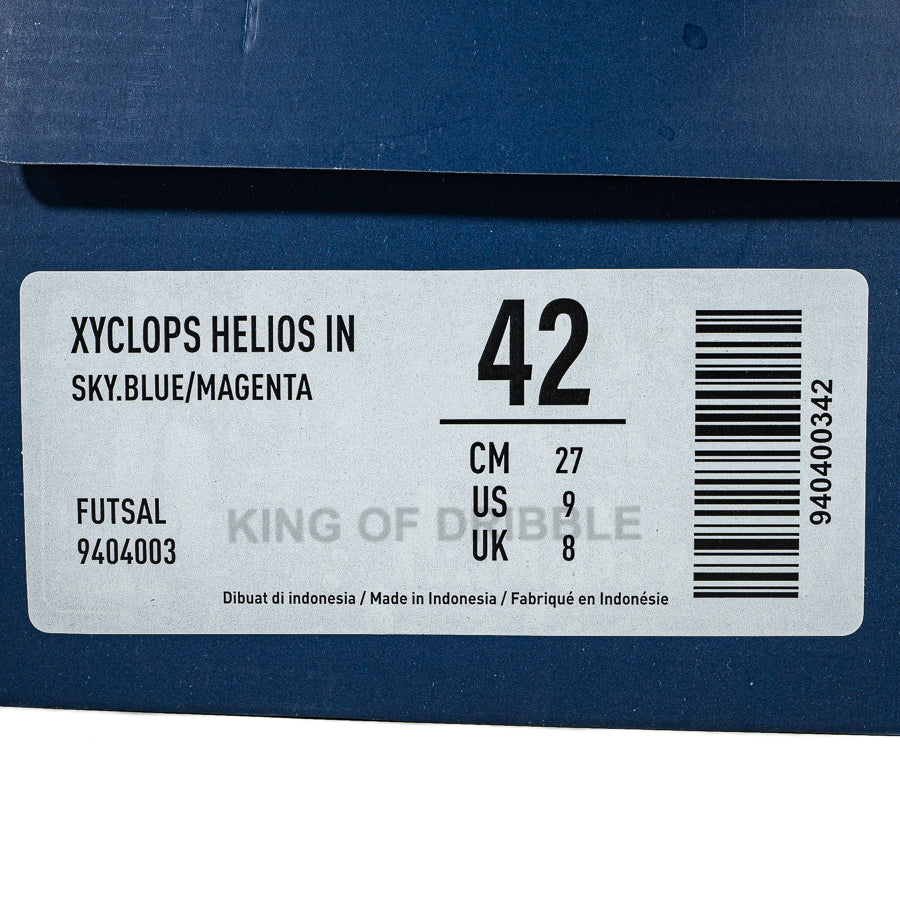 XYCLOPS HELIOS IN
SKY.BLUE/MAGENTA
42
CM 27
US 9
UK 8
FUTSAL
9404003
KING OF DRIBBLE
Dibuat di indonesia / Made in Indonesia / Fabriqué en Indonésie
940400342